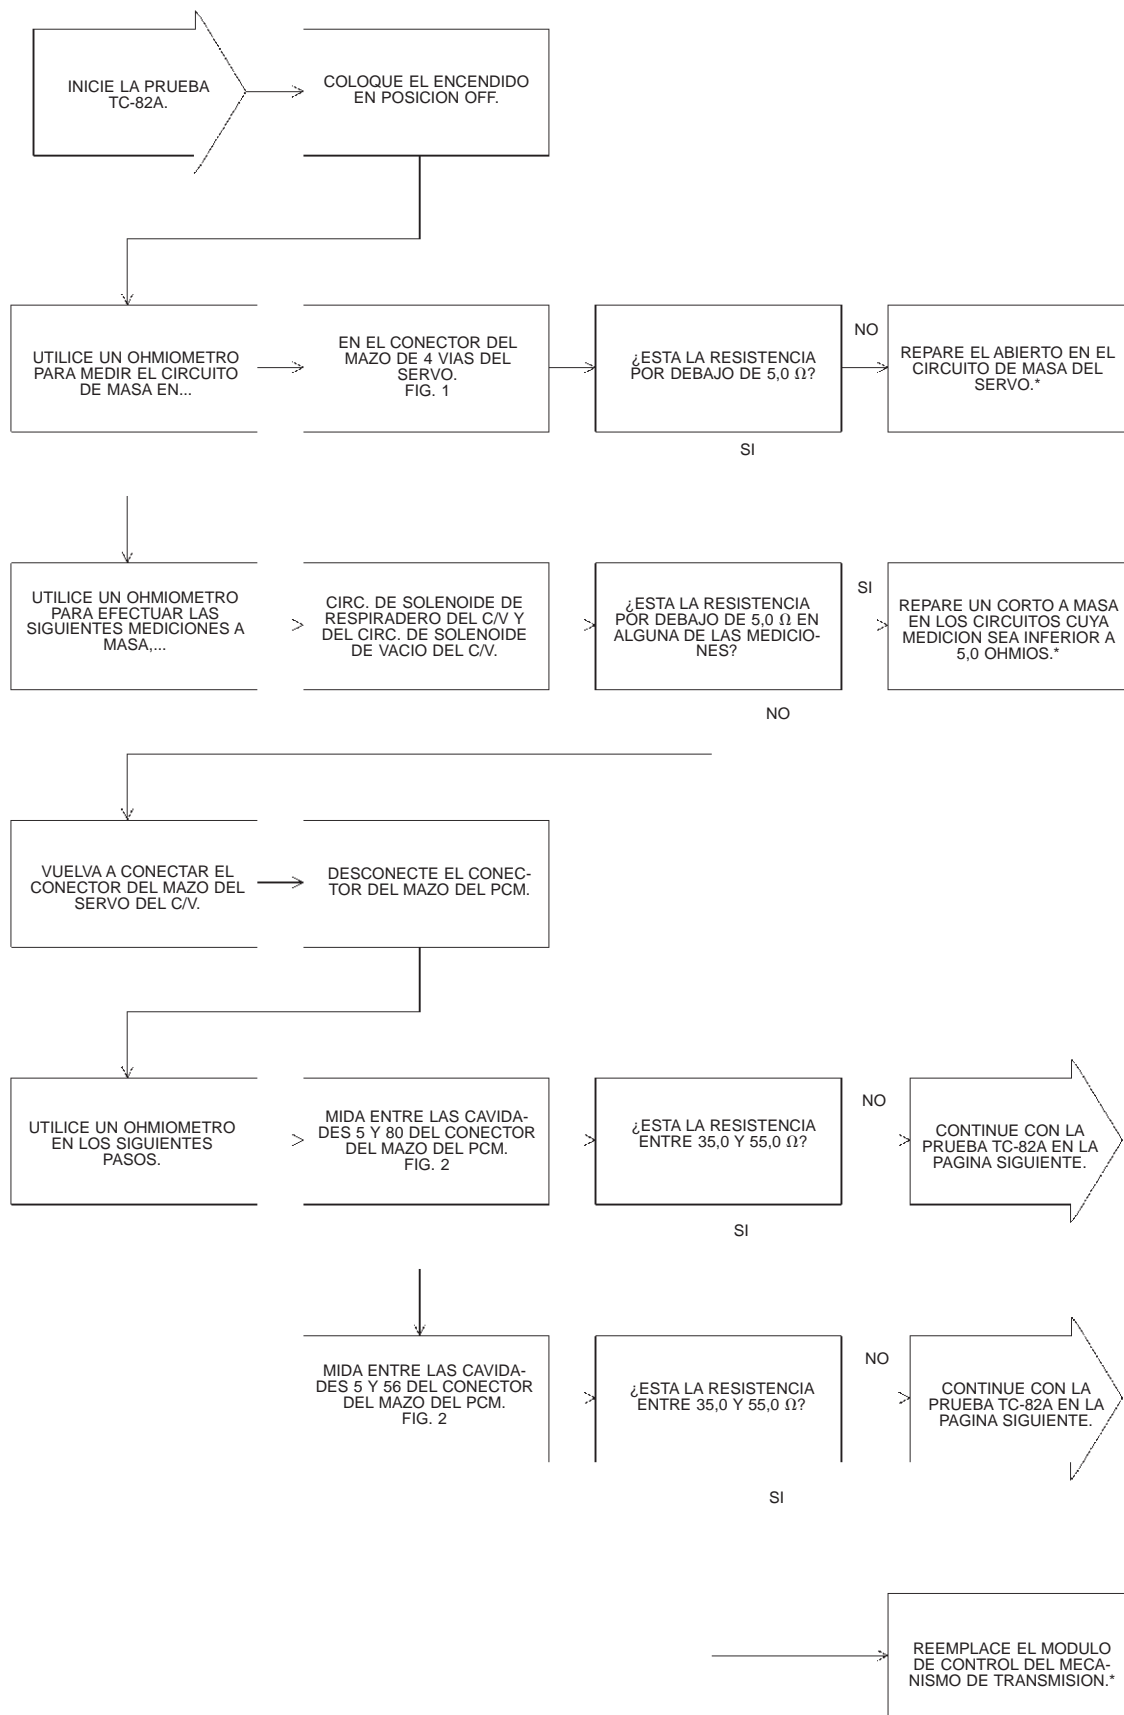 INICIE LA PRUEBA
TC-82A.
COLOQUE EL ENCENDIDO
EN POSICION OFF.
UTILICE UN OHMIOMETRO
PARA MEDIR EL CIRCUITO
DE MASA EN...
EN EL CONECTOR DEL
MAZO DE 4 VIAS DEL
SERVO.
FIG. 1
¿ESTA LA RESISTENCIA
POR DEBAJO DE 5,0 Ω?
NO
REPARE EL ABIERTO EN EL
CIRCUITO DE MASA DEL
SERVO.*
SI
UTILICE UN OHMIOMETRO
PARA EFECTUAR LAS
SIGUIENTES MEDICIONES A
MASA,...
CIRC. DE SOLENOIDE DE
RESPIRADERO DEL C/V Y
DEL CIRC. DE SOLENOIDE
DE VACIO DEL C/V.
¿ESTA LA RESISTENCIA
POR DEBAJO DE 5,0 Ω EN
ALGUNA DE LAS MEDICIO-
NES?
SI
REPARE UN CORTO A MASA
EN LOS CIRCUITOS CUYA
MEDICION SEA INFERIOR A
5,0 OHMIOS.*
NO
VUELVA A CONECTAR EL
CONECTOR DEL MAZO DEL
SERVO DEL C/V.
DESCONECTE EL CONEC-
TOR DEL MAZO DEL PCM.
UTILICE UN OHMIOMETRO
EN LOS SIGUIENTES
PASOS.
MIDA ENTRE LAS CAVIDA-
DES 5 Y 80 DEL CONECTOR
DEL MAZO DEL PCM.
FIG. 2
¿ESTA LA RESISTENCIA
ENTRE 35,0 Y 55,0 Ω?
NO
CONTINUE CON LA
PRUEBA TC-82A EN LA
PAGINA SIGUIENTE.
SI
MIDA ENTRE LAS CAVIDA-
DES 5 Y 56 DEL CONECTOR
DEL MAZO DEL PCM.
FIG. 2
¿ESTA LA RESISTENCIA
ENTRE 35,0 Y 55,0 Ω?
NO
CONTINUE CON LA
PRUEBA TC-82A EN LA
PAGINA SIGUIENTE.
SI
REEMPLACE EL MODULO
DE CONTROL DEL MECA-
NISMO DE TRANSMISION.*